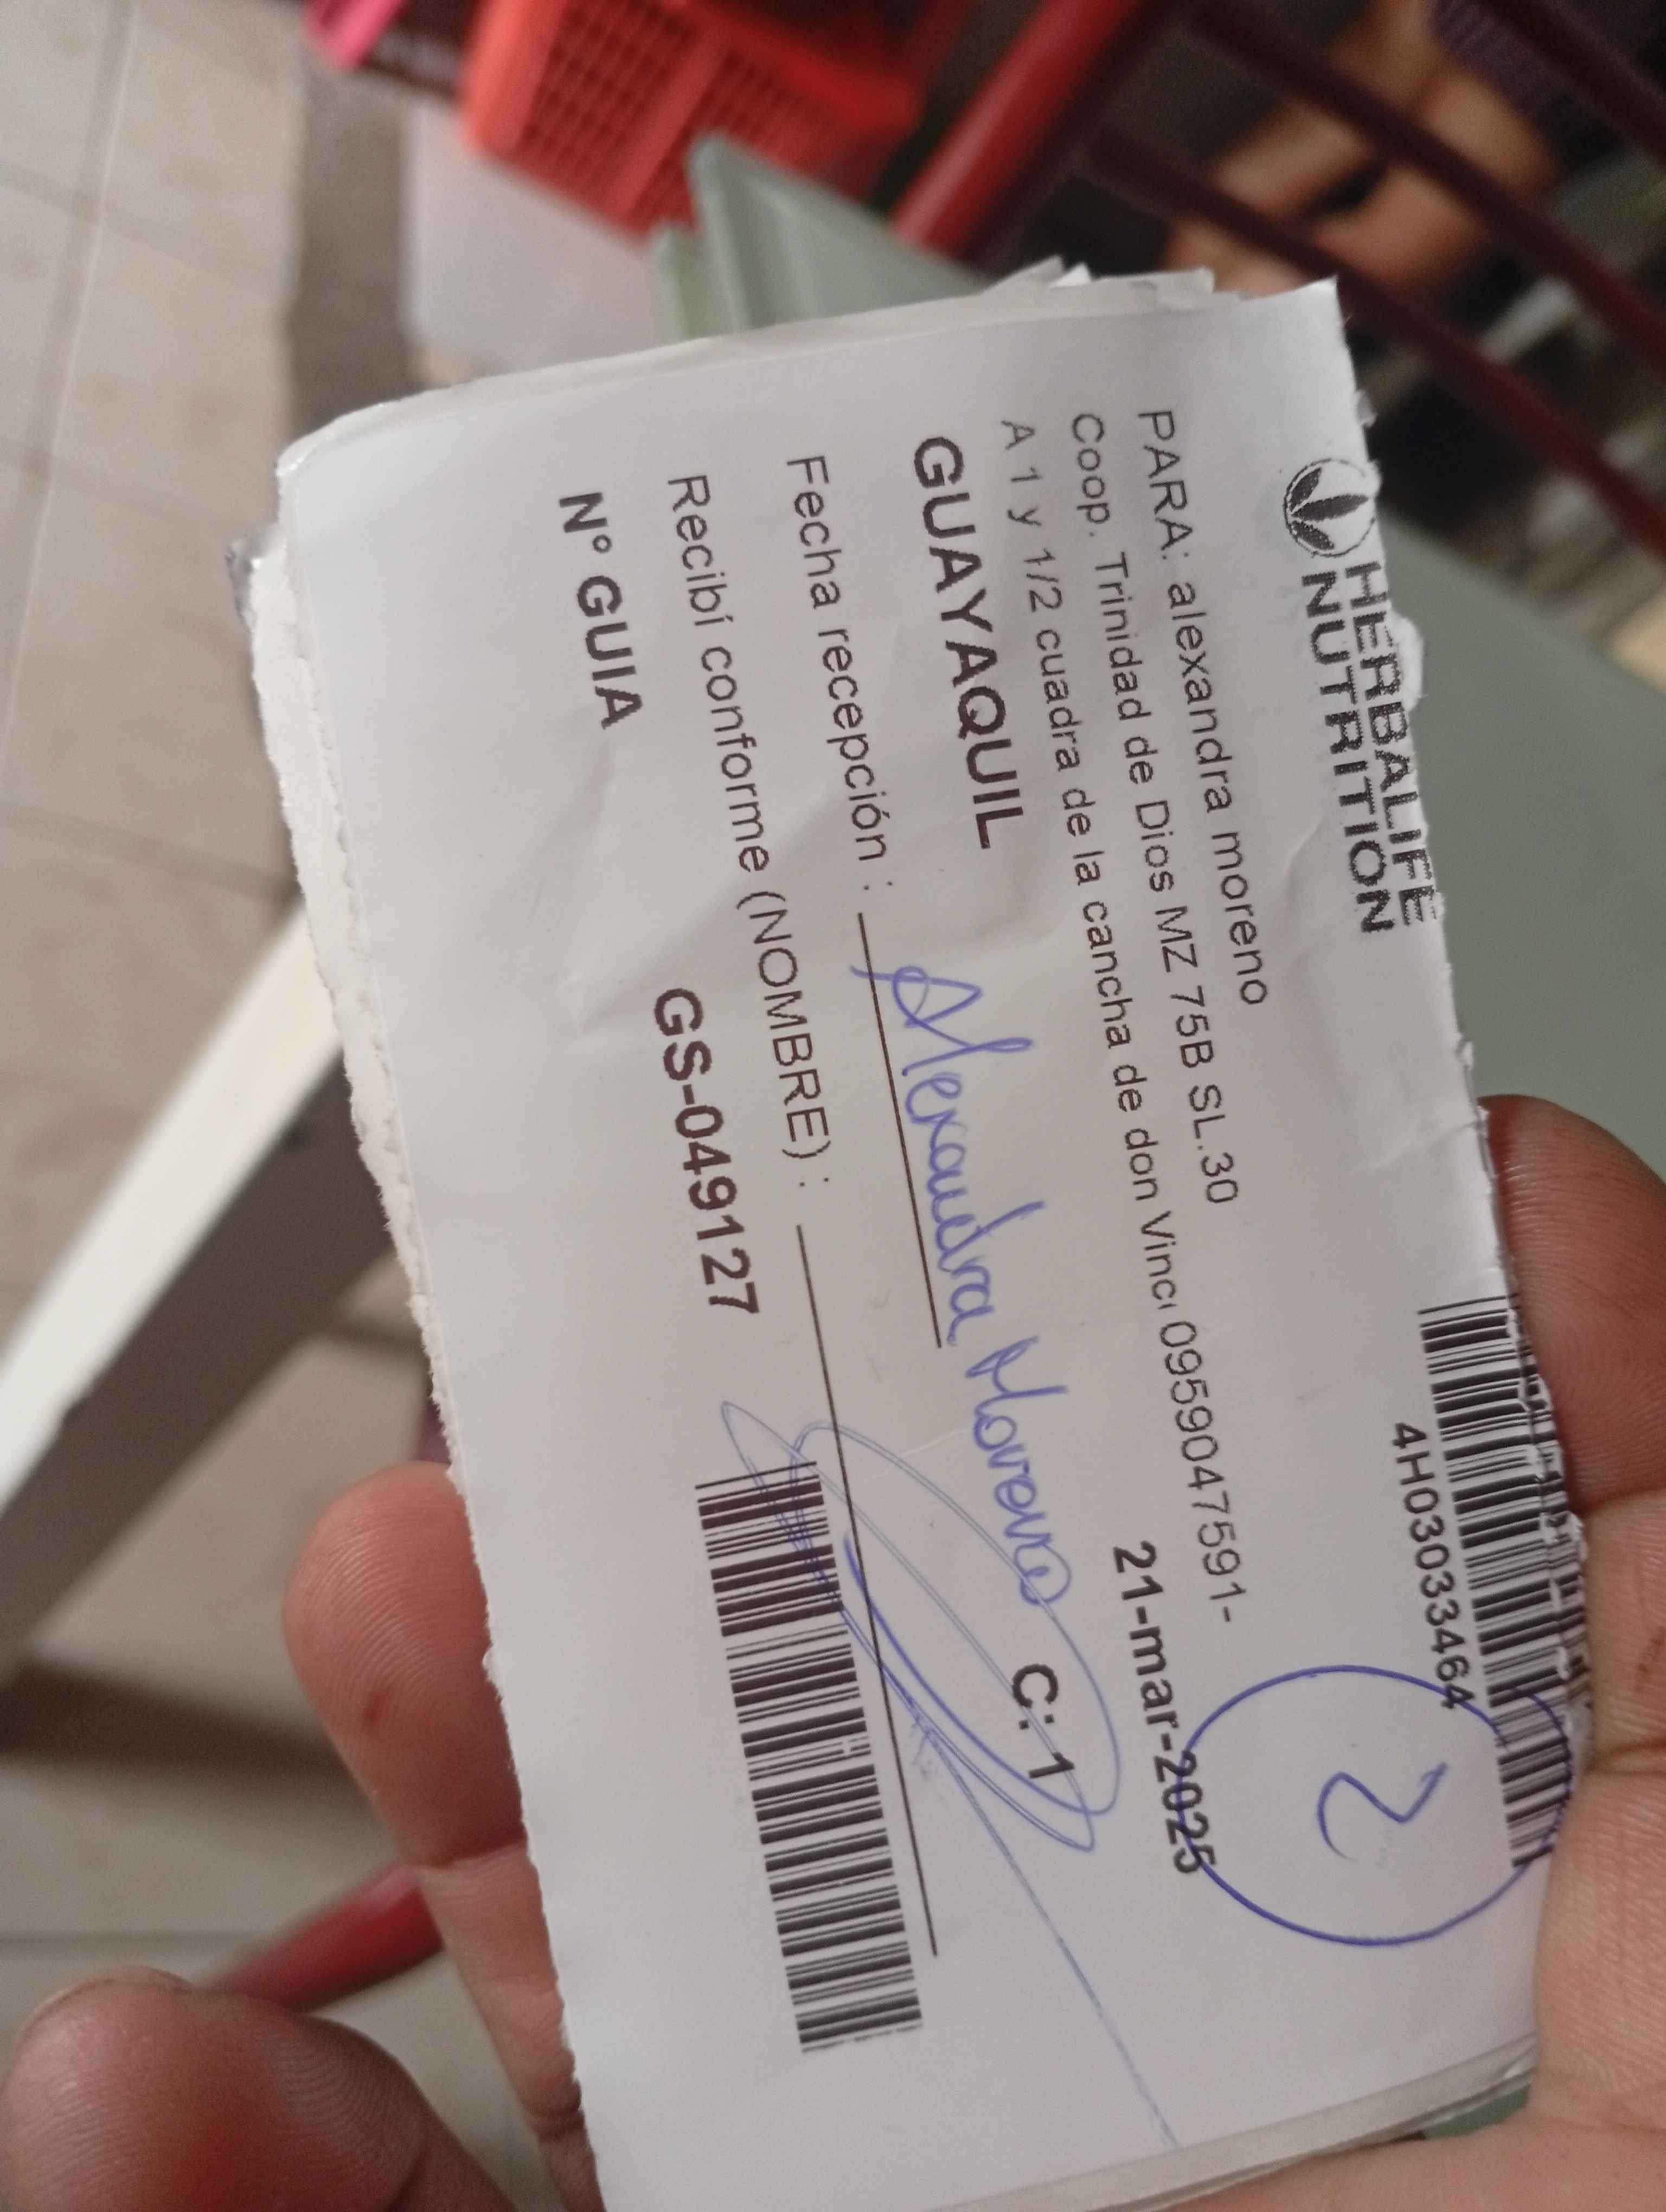 HERBALIFE
NUTRITION
4H03033464
2
PARA: alexandra moreno
Coop. Trinidad de Dios MZ 75B SL.30
A 1 y 1/2 cuadra de la cancha de don Vinci 0959047591-
GUAYAQUIL
21-mar-2025
Fecha recepción : Alexandra Moreno
C: 1
Recibí conforme (NOMBRE) :
N° GUIA GS-049127